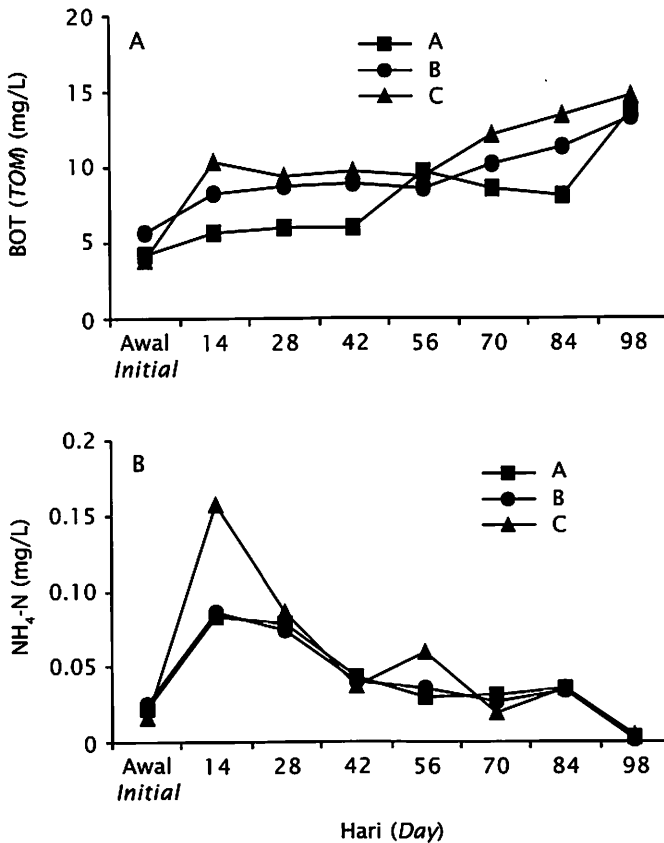 20
A
A
B
C
15
10
5
0
BOT (TOM) (mg/L)
Awal 14 28 42 56 70 84 98
Initial
0.2
B
A
B
C
0.15
0.10
0.05
0
NH₄-N (mg/L)
Awal 14 28 42 56 70 84 98
Initial
Hari (Day)